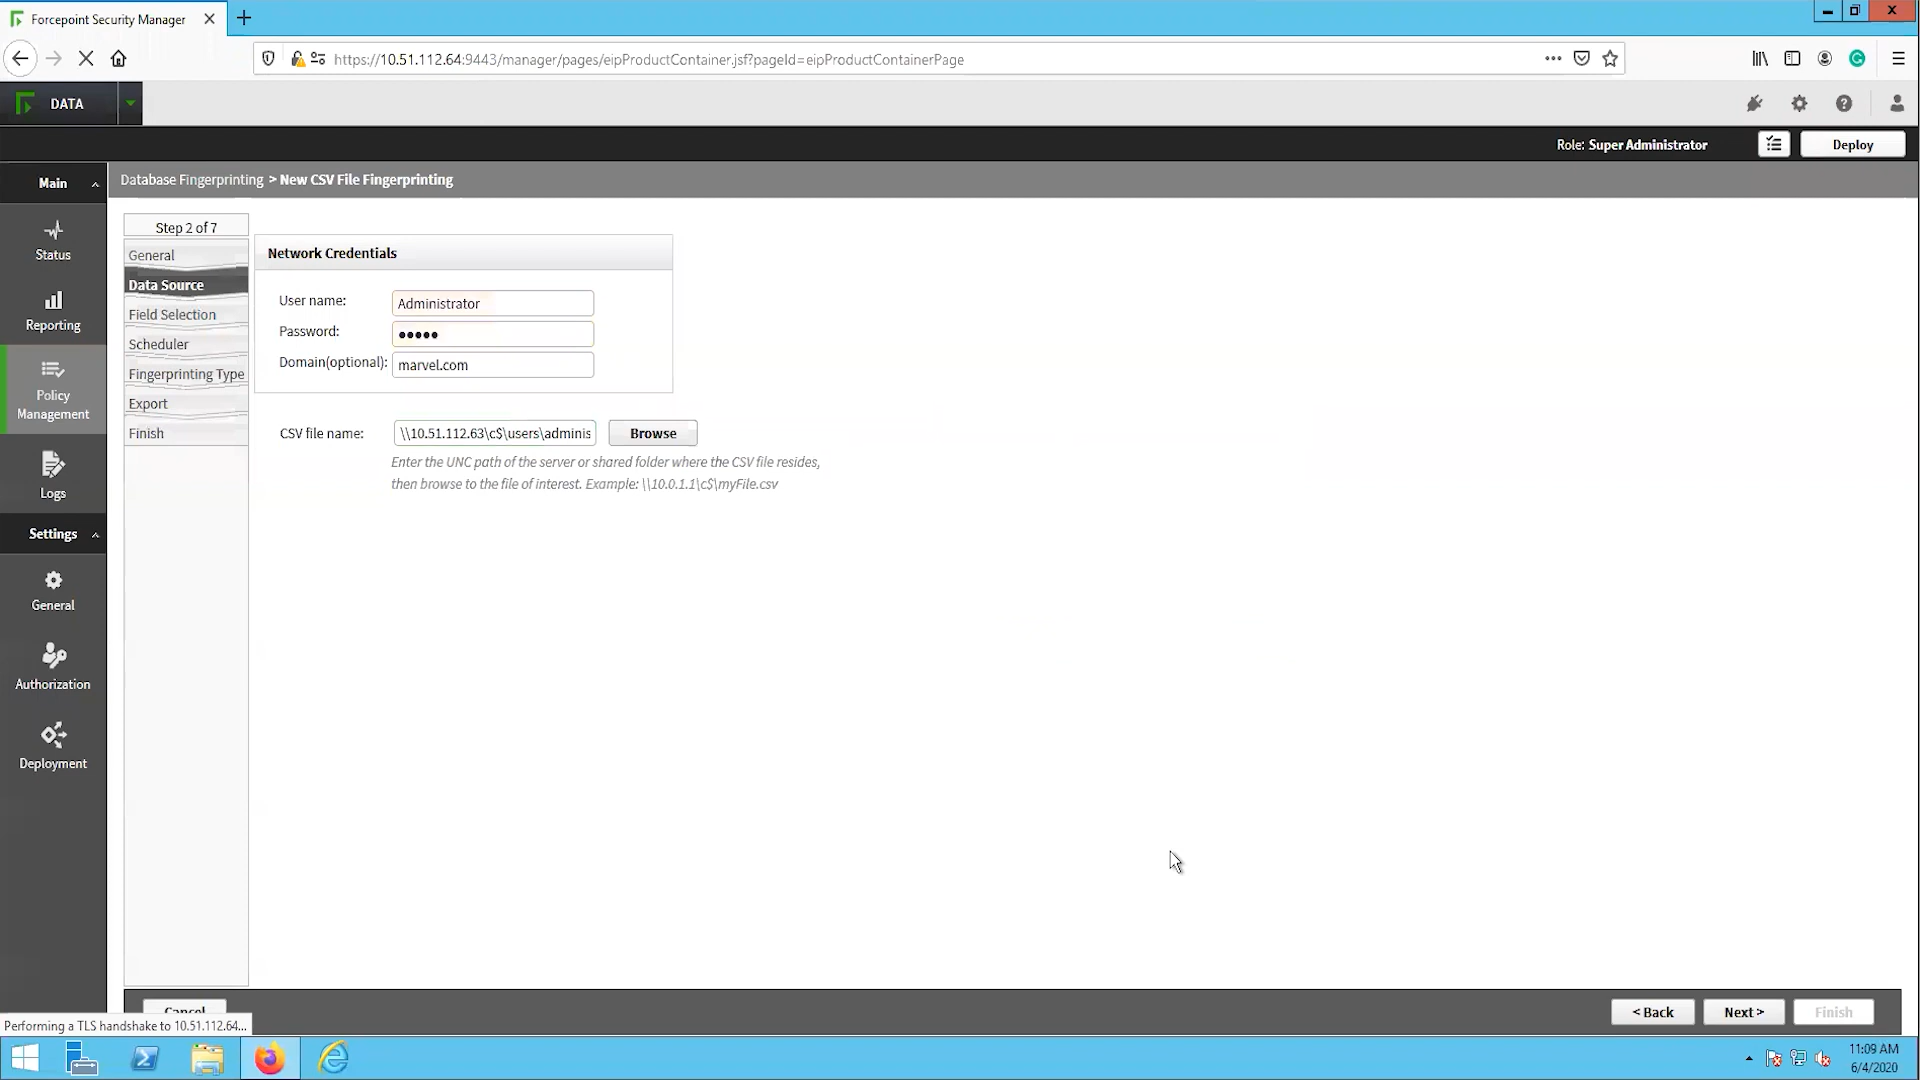 Forcepoint Security Manager
https://10.51.112.64:9443/manager/pages/eipProductContainer.jsf?pageId=eipProductContainerPage
DATA
Role: Super Administrator
Deploy
Main
Database Fingerprinting > New CSV File Fingerprinting
Status
Reporting
Policy
Management
Logs
Settings
General
Authorization
Deployment
Step 2 of 7
General
Data Source
Field Selection
Scheduler
Fingerprinting Type
Export
Finish
Network Credentials
User name:
Administrator
Password:
•••••
Domain(optional):
marvel.com
CSV file name:
\\10.51.112.63\c$\users\adminis
Browse
Enter the UNC path of the server or shared folder where the CSV file resides,
then browse to the file of interest. Example: \\10.0.1.1\c$\myFile.csv
Cancel
< Back
Next >
Finish
Performing a TLS handshake to 10.51.112.64...
11:09 AM
6/4/2020